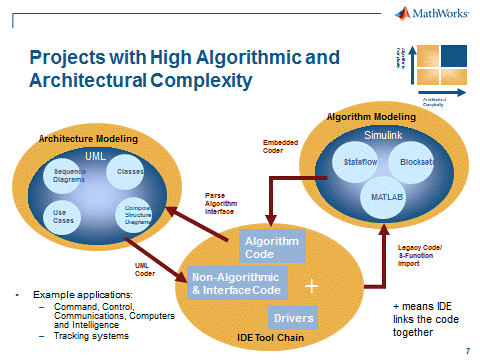 MathWorks
Projects with High Algorithmic and
Architectural Complexity
Algorithmic
Complexity
Architectural
Complexity
Architecture Modeling
UML
Sequence
Diagrams
Classes
Use
Cases
Composite
Structure
Diagrams
Algorithm Modeling
Simulink
Stateflow
Blocksets
MATLAB
Embedded
Coder
Parse
Algorithm
Interface
UML
Coder
Legacy Code/
S-Function
Import
Algorithm
Code
Non-Algorithmic
& Interface Code
+
Drivers
IDE Tool Chain
• Example applications:
– Command, Control,
Communications, Computers
and Intelligence
– Tracking systems
+ means IDE
links the code
together
7